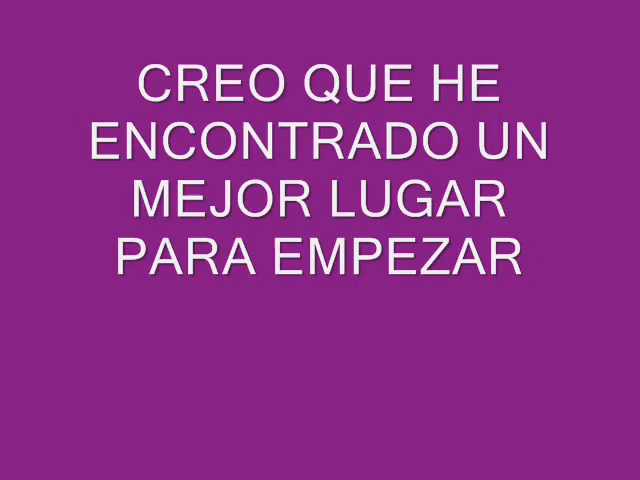 CREO QUE HE
ENCONTRADO UN
MEJOR LUGAR
PARA EMPEZAR